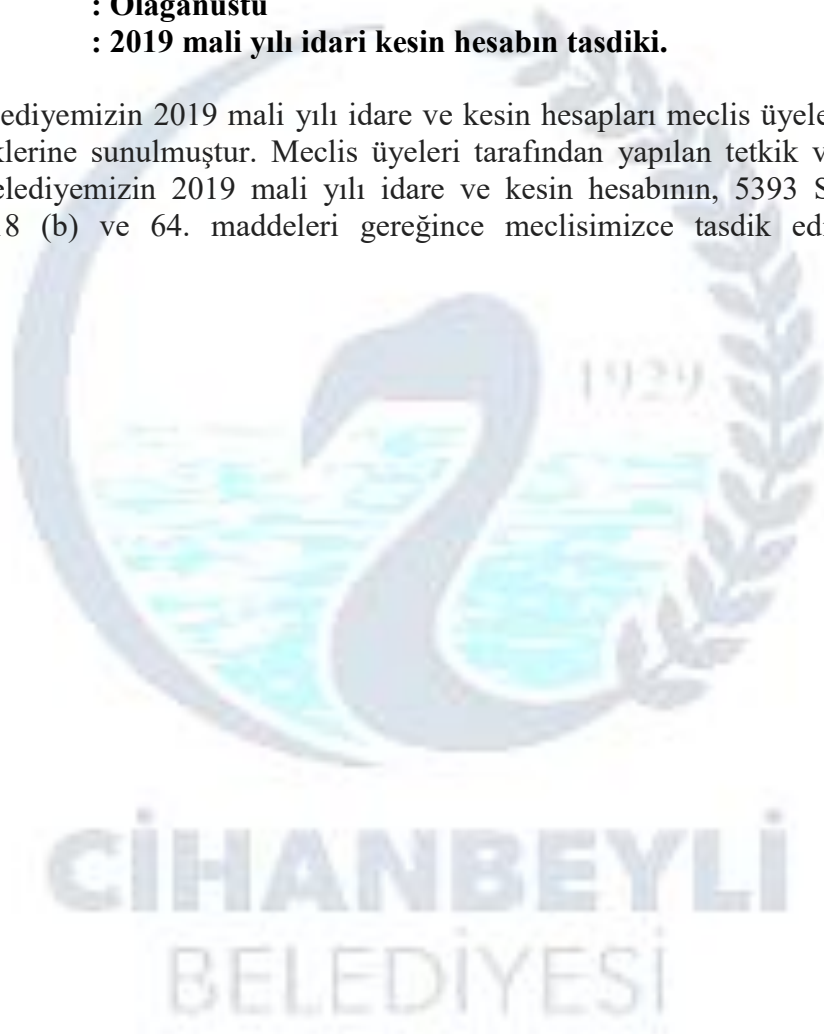 : Olağanüstü
: 2019 mali yılı idari kesin hesabın tasdiki.
ediyemizin 2019 mali yılı idare ve kesin hesapları meclis üyele
klerine sunulmuştur. Meclis üyeleri tarafından yapılan tetkik v
elediyemizin 2019 mali yılı idare ve kesin hesabının, 5393 S
8 (b) ve 64. maddeleri gereğince meclisimizce tasdik ed
1929
CİHANBEYLİ
BELEDİYESİ